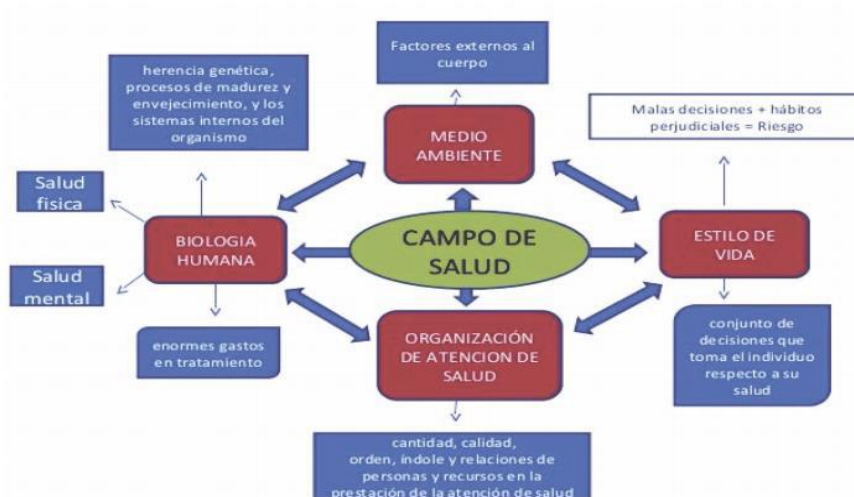 Factores externos al
cuerpo
herencia genética,
procesos de madurez y
envejecimiento, y los
sistemas internos del
organismo
Malas decisiones + hábitos
perjudiciales = Riesgo
MEDIO
AMBIENTE
Salud
fisica
BIOLOGIA
HUMANA
CAMPO DE
SALUD
ESTILO DE
VIDA
Salud
mental
enormes gastos
en tratamiento
ORGANIZACIÓN
DE ATENCION DE
SALUD
conjunto de
decisiones que
toma el individuo
respecto a su
salud
cantidad, calidad,
orden, índole y relaciones de
personas y recursos en la
prestación de la atención de salud